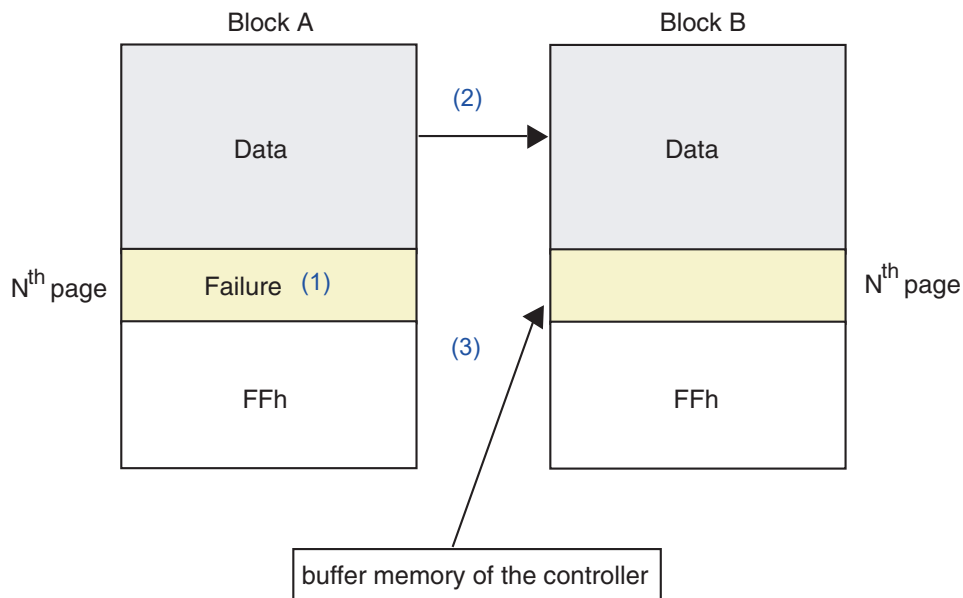 Block A
Block B
(2)
Data
Data
Nth page
Failure (1)
Nth page
(3)
FFh
FFh
buffer memory of the controller